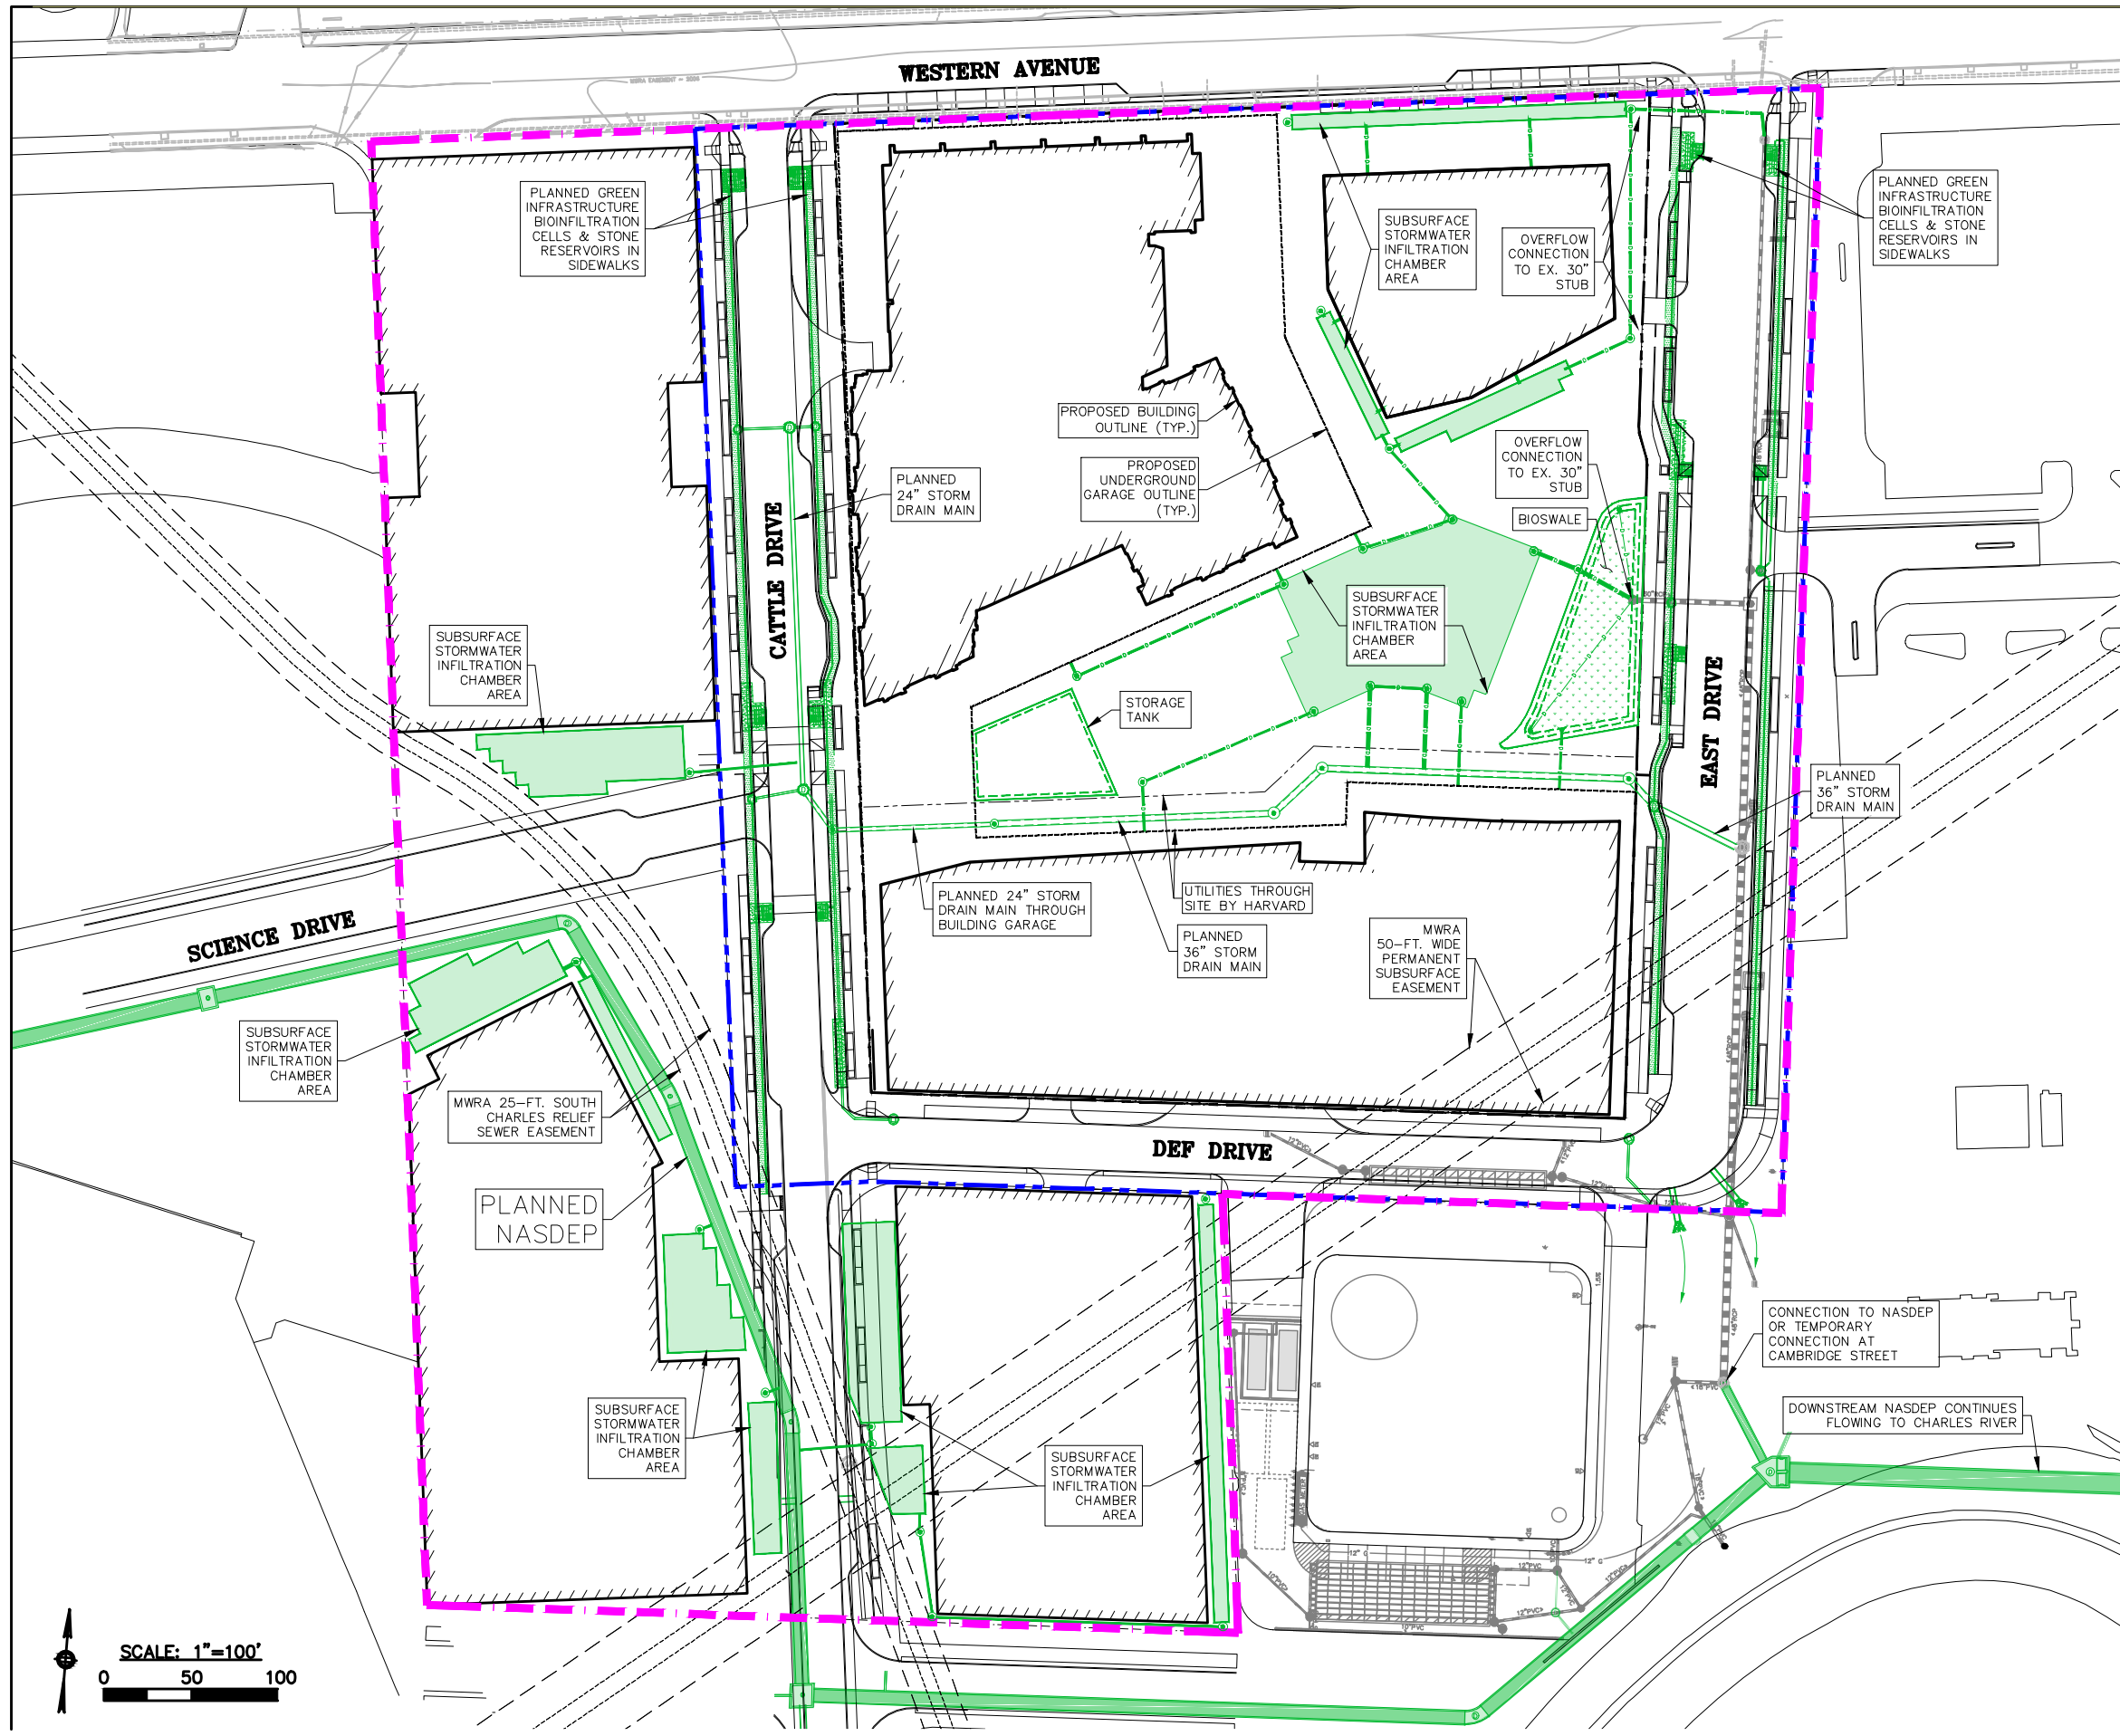 WESTERN AVENUE
PLANNED GREEN
INFRASTRUCTURE
BIOINFILTRATION
CELLS & STONE
RESERVOIRS IN
SIDEWALKS
SUBSURFACE
STORMWATER
INFILTRATION
CHAMBER
AREA
OVERFLOW
CONNECTION
TO EX. 30"
STUB
PLANNED GREEN
INFRASTRUCTURE
BIOINFILTRATION
CELLS & STONE
RESERVOIRS IN
SIDEWALKS
PROPOSED BUILDING
OUTLINE (TYP.)
PROPOSED
UNDERGROUND
GARAGE OUTLINE
(TYP.)
PLANNED
24" STORM
DRAIN MAIN
OVERFLOW
CONNECTION
TO EX. 30"
STUB
BIOSWALE
CATTLE DRIVE
SUBSURFACE
STORMWATER
INFILTRATION
CHAMBER
AREA
SUBSURFACE
STORMWATER
INFILTRATION
CHAMBER
AREA
STORAGE
TANK
EAST DRIVE
PLANNED
36" STORM
DRAIN MAIN
SCIENCE DRIVE
PLANNED 24" STORM
DRAIN MAIN THROUGH
BUILDING GARAGE
UTILITIES THROUGH
SITE BY HARVARD
PLANNED
36" STORM
DRAIN MAIN
MWRA
50-FT. WIDE
PERMANENT
SUBSURFACE
EASEMENT
SUBSURFACE
STORMWATER
INFILTRATION
CHAMBER
AREA
MWRA 25-FT. SOUTH
CHARLES RELIEF
SEWER EASEMENT
DEF DRIVE
PLANNED
NASDEP
CONNECTION TO NASDEP
OR TEMPORARY
CONNECTION AT
CAMBRIDGE STREET
SUBSURFACE
STORMWATER
INFILTRATION
CHAMBER
AREA
DOWNSTREAM NASDEP CONTINUES
FLOWING TO CHARLES RIVER
SUBSURFACE
STORMWATER
INFILTRATION
CHAMBER
AREA
SCALE: 1"=100'
0 50 100